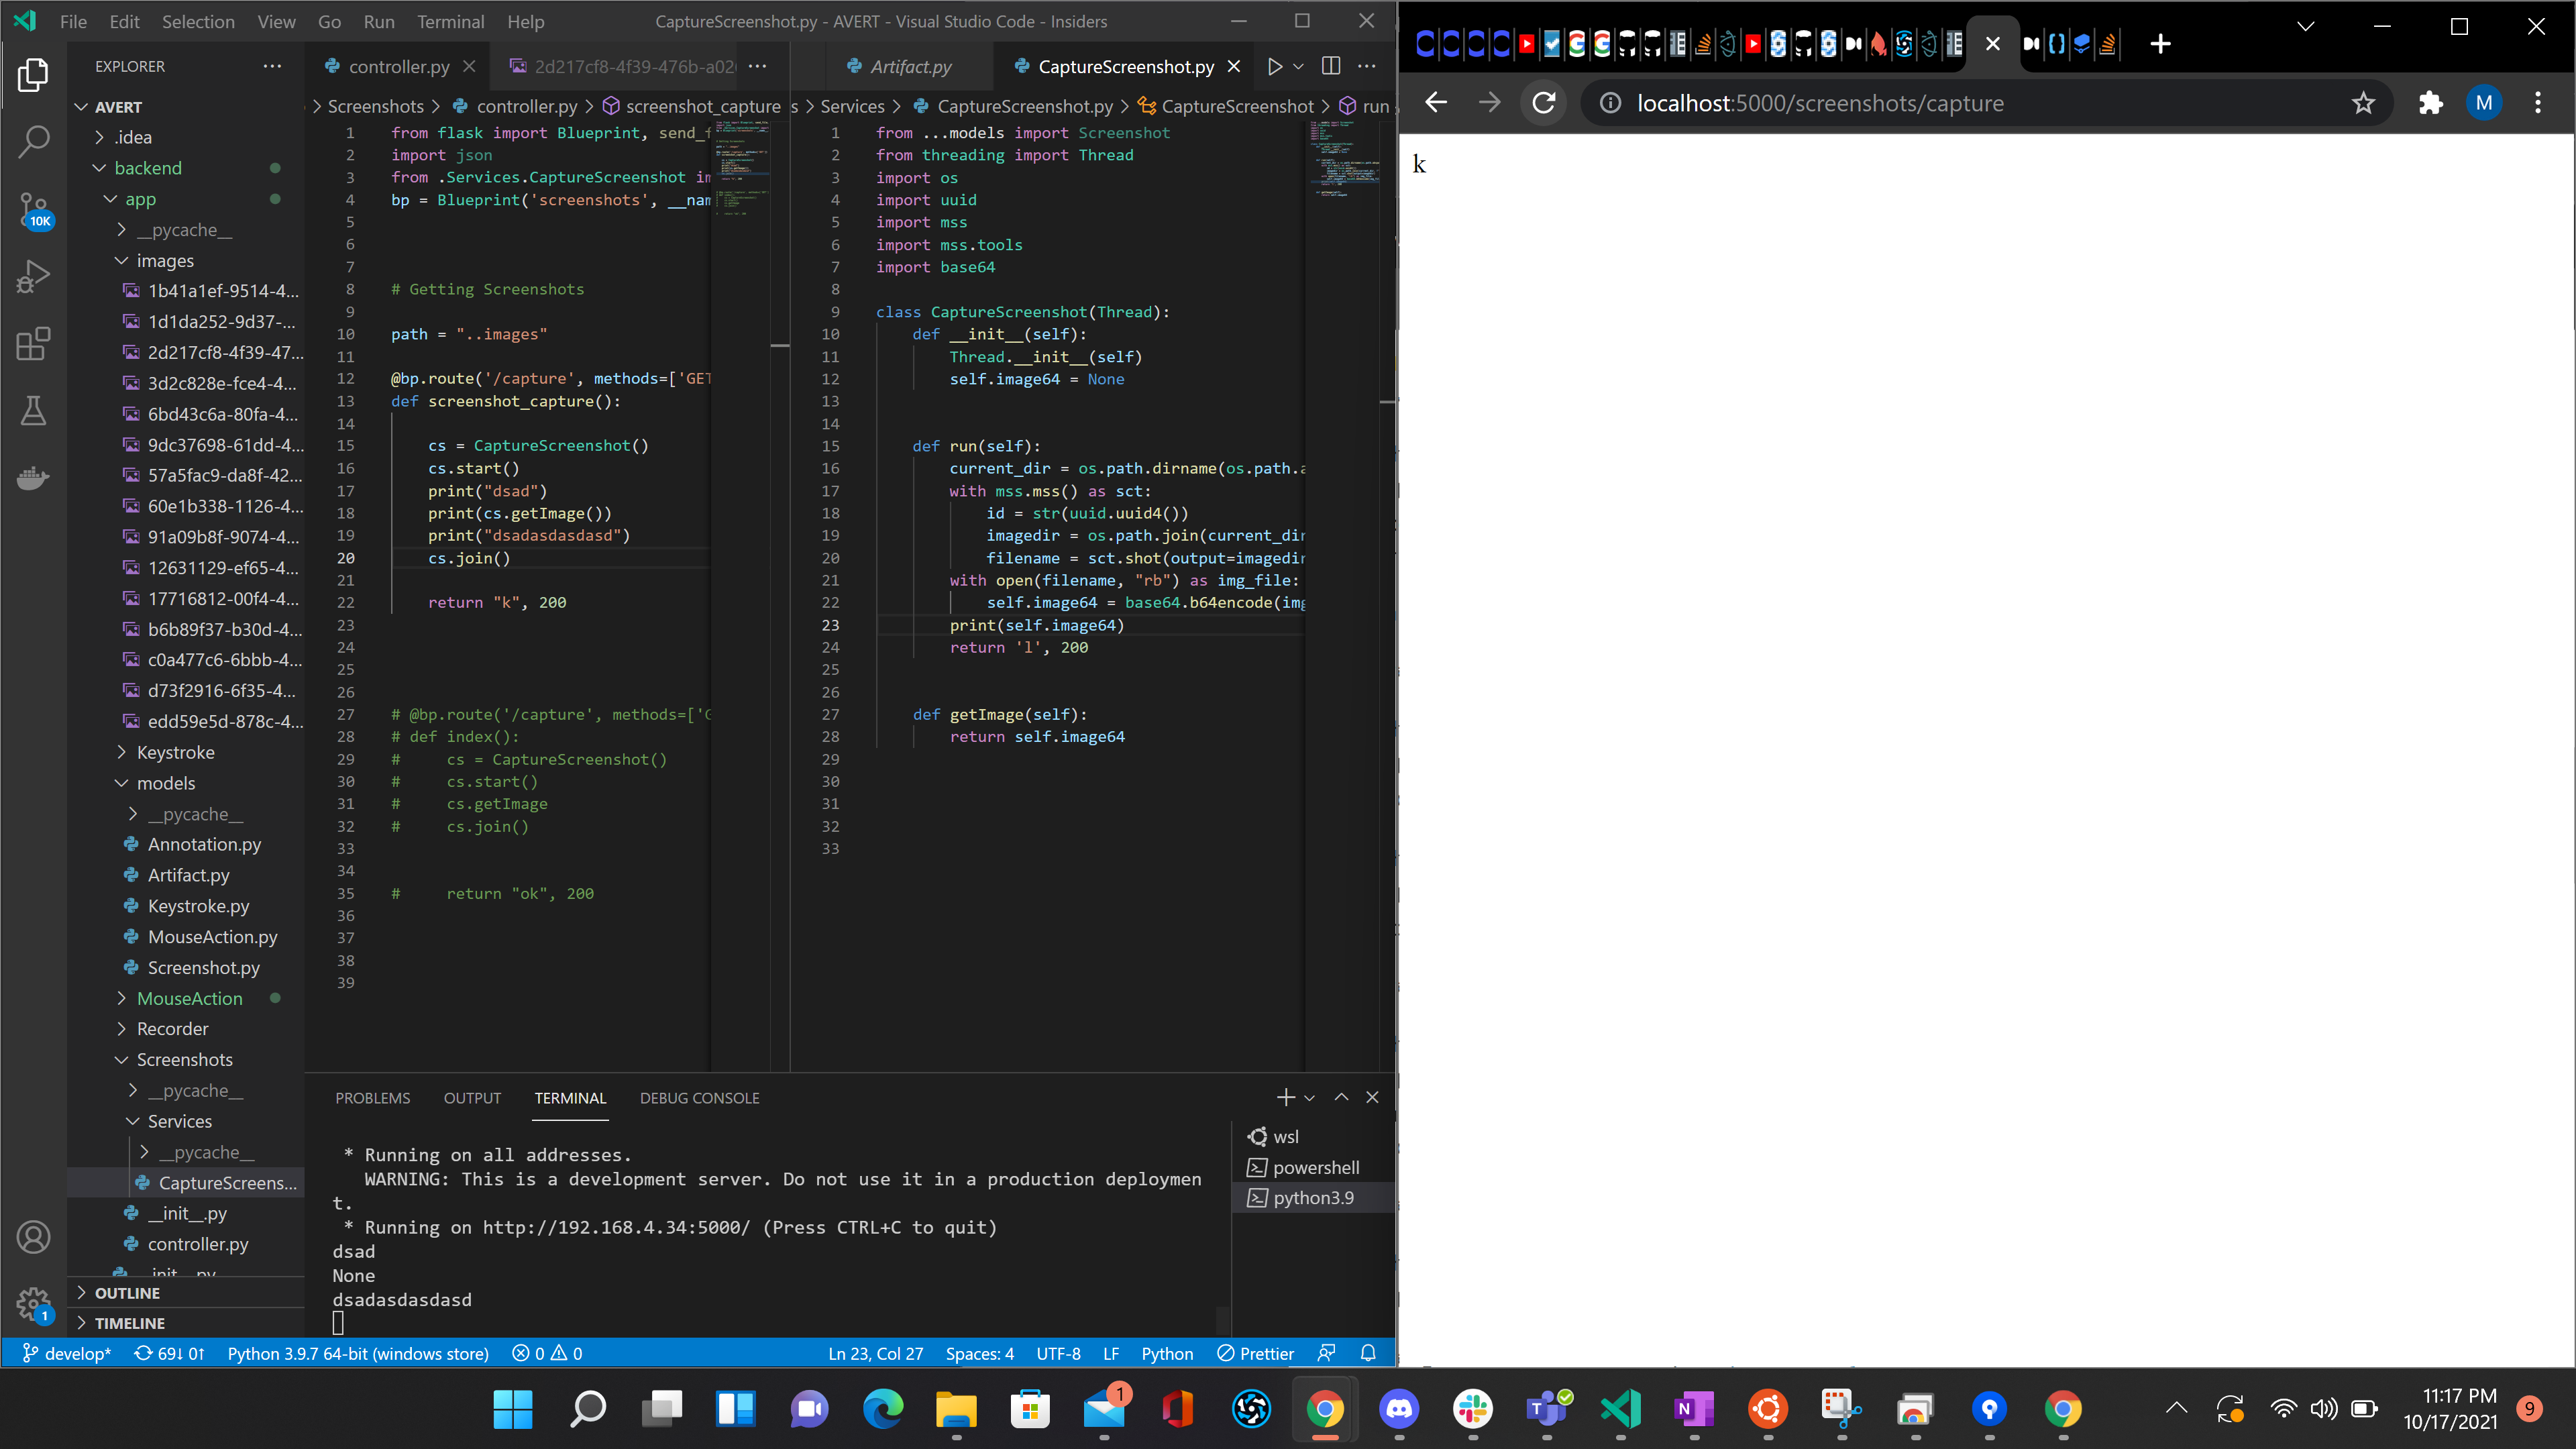 File Edit Selection View Go Run Terminal Help
CaptureScreenshot.py - AVERT - Visual Studio Code - Insiders
EXPLORER
AVERT
.idea
backend
app
__pycache__
images
1b41a1ef-9514-4...
1d1da252-9d37-...
2d217cf8-4f39-47...
3d2c828e-fce4-4...
6bd43c6a-80fa-4...
9dc37698-61dd-4...
57a5fac9-da8f-42...
60e1b338-1126-4...
91a09b8f-9074-4...
12631129-ef65-4...
17716812-00f4-4...
b6b89f37-b30d-4...
c0a477c6-6bbb-4...
d73f2916-6f35-4...
edd59e5d-878c-4...
Keystroke
models
__pycache__
Annotation.py
Artifact.py
Keystroke.py
MouseAction.py
Screenshot.py
MouseAction
Recorder
Screenshots
__pycache__
Services
__pycache__
CaptureScreens...
__init__.py
controller.py
OUTLINE
TIMELINE
10K
1
controller.py
2d217cf8-4f39-476b-a02
Screenshots > controller.py > screenshot_capture
1 from flask import Blueprint, send_f
2 import json
3 from .Services.CaptureScreenshot im
4 bp = Blueprint('screenshots', __nam
5
6
7
8 # Getting Screenshots
9
10 path = "..images"
11
12 @bp.route('/capture', methods=['GET
13 def screenshot_capture():
14
15 cs = CaptureScreenshot()
16 cs.start()
17 print("dsad")
18 print(cs.getImage())
19 print("dsadasdasdasd")
20 cs.join()
21
22 return "k", 200
23
24
25
26
27 # @bp.route('/capture', methods=['G
28 # def index():
29 # cs = CaptureScreenshot()
30 # cs.start()
31 # cs.getImage
32 # cs.join()
33
34
35 # return "ok", 200
36
37
38
39
Artifact.py
CaptureScreenshot.py
s > Services > CaptureScreenshot.py > CaptureScreenshot > run
1 from ...models import Screenshot
2 from threading import Thread
3 import os
4 import uuid
5 import mss
6 import mss.tools
7 import base64
8
9 class CaptureScreenshot(Thread):
10 def __init__(self):
11 Thread.__init__(self)
12 self.image64 = None
13
14
15 def run(self):
16 current_dir = os.path.dirname(os.path.a
17 with mss.mss() as sct:
18 id = str(uuid.uuid4())
19 imagedir = os.path.join(current_dir
20 filename = sct.shot(output=imagedir
21 with open(filename, "rb") as img_file:
22 self.image64 = base64.b64encode(img
23 print(self.image64)
24 return 'l', 200
25
26
27 def getImage(self):
28 return self.image64
29
30
31
32
33
PROBLEMS OUTPUT TERMINAL DEBUG CONSOLE
* Running on all addresses.
WARNING: This is a development server. Do not use it in a production deploymen
t.
* Running on http://192.168.4.34:5000/ (Press CTRL+C to quit)
dsad
None
dsadasdasdasd
wsl
powershell
python3.9
develop* 69↓ 0↑ Python 3.9.7 64-bit (windows store) 0 0
Ln 23, Col 27 Spaces: 4 UTF-8 LF Python Prettier
localhost:5000/screenshots/capture
M
k
1
11:17 PM
10/17/2021
9